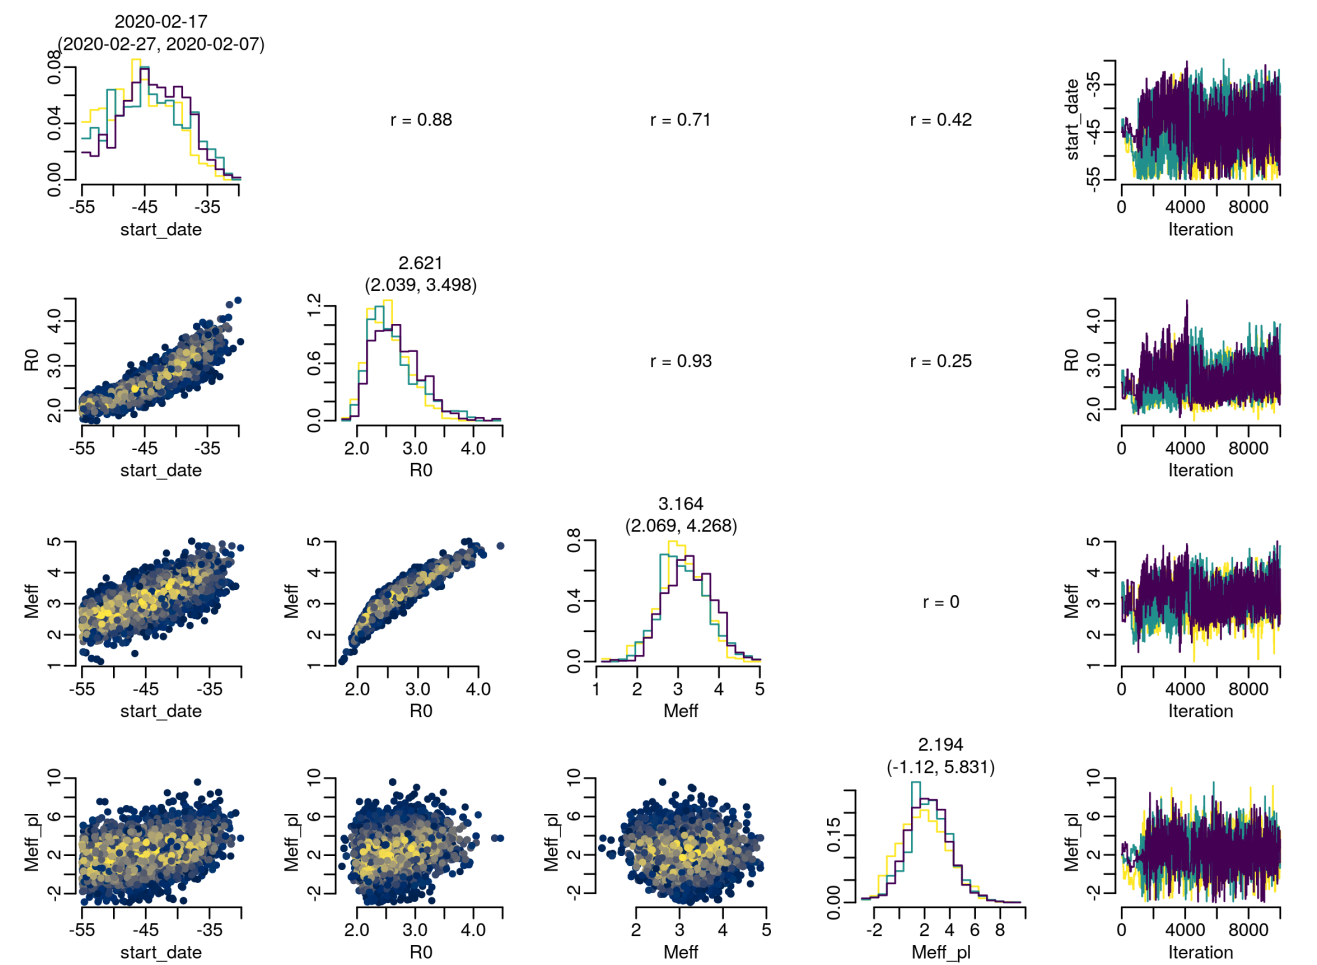 2020-02-17
(2020-02-27, 2020-02-07)
0.00 0.04 0.08
-55 -45 -35
start_date
r = 0.88
r = 0.71
r = 0.42
start_date
-55 -45 -35
0 4000 8000
Iteration
R0
2.0 3.0 4.0
-55 -45 -35
start_date
2.621
(2.039, 3.498)
0.0 0.6 1.2
2.0 3.0 4.0
R0
r = 0.93
r = 0.25
R0
2.0 3.0 4.0
0 4000 8000
Iteration
Meff
1 2 3 4 5
-55 -45 -35
start_date
Meff
1 2 3 4 5
2.0 3.0 4.0
R0
3.164
(2.069, 4.268)
0.0 0.4 0.8
1 2 3 4 5
Meff
r = 0
Meff
1 2 3 4 5
0 4000 8000
Iteration
Meff_pl
-2 2 6 10
-55 -45 -35
start_date
Meff_pl
-2 2 6 10
2.0 3.0 4.0
R0
Meff_pl
-2 2 6 10
2 3 4 5
Meff
2.194
(-1.12, 5.831)
0.00 0.15
-2 2 4 6 8
Meff_pl
Meff_pl
-2 2 6 10
0 4000 8000
Iteration